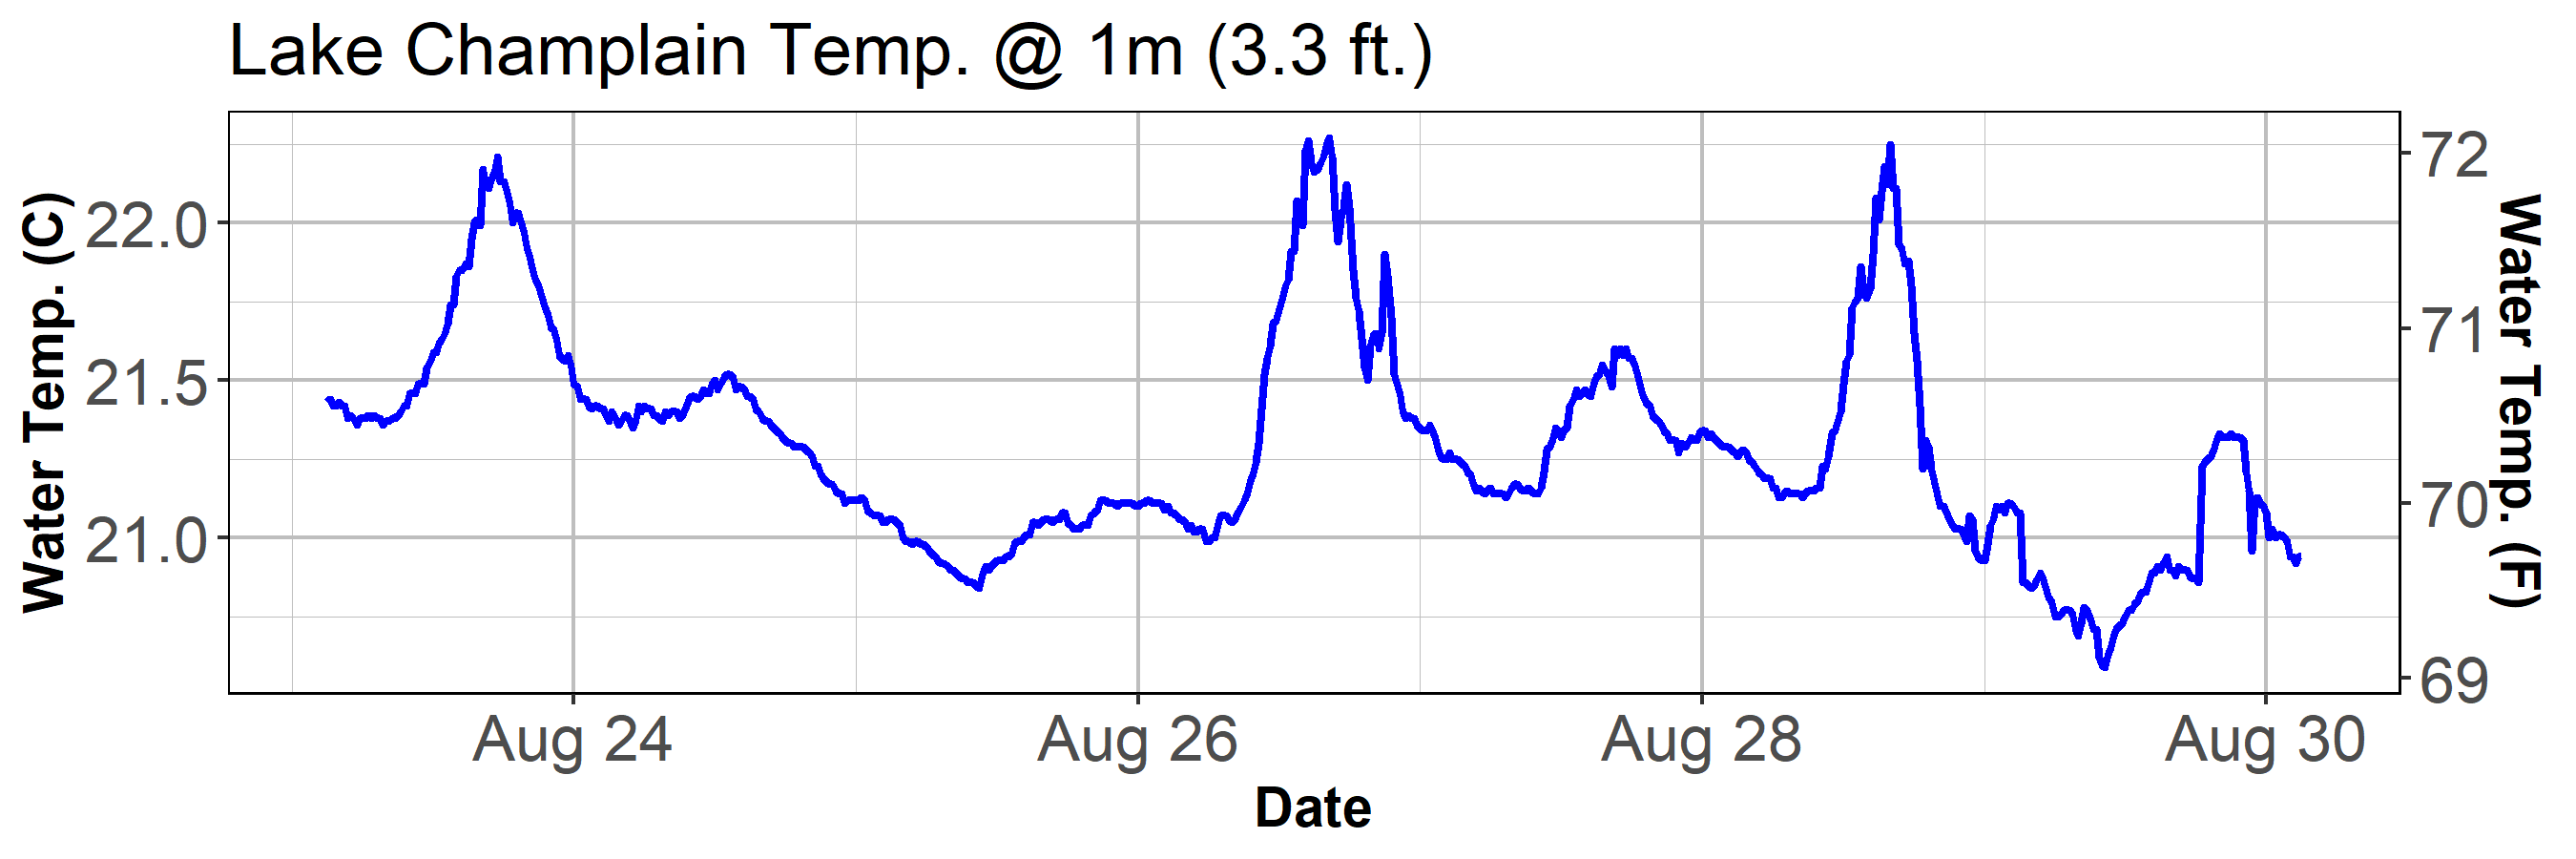 Lake Champlain Temp. @ 1m (3.3 ft.)
Water Temp. (C)
22.0
21.5
21.0
72
71
70
69
Water Temp. (F)
Aug 24
Aug 26
Aug 28
Aug 30
Date